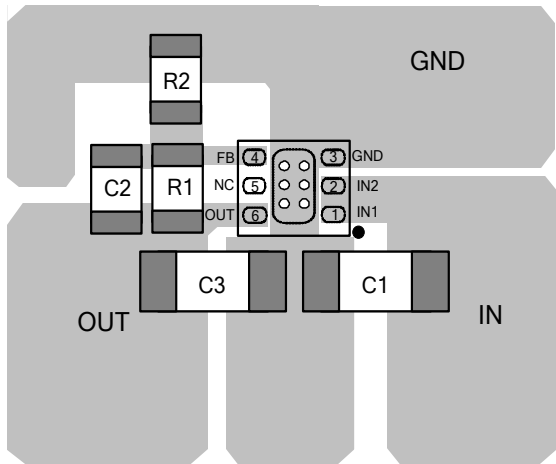 GND
R2
FB 4 3 GND
C2 R1 NC 5 2 IN2
OUT 6 1 IN1
C3 C1
OUT IN